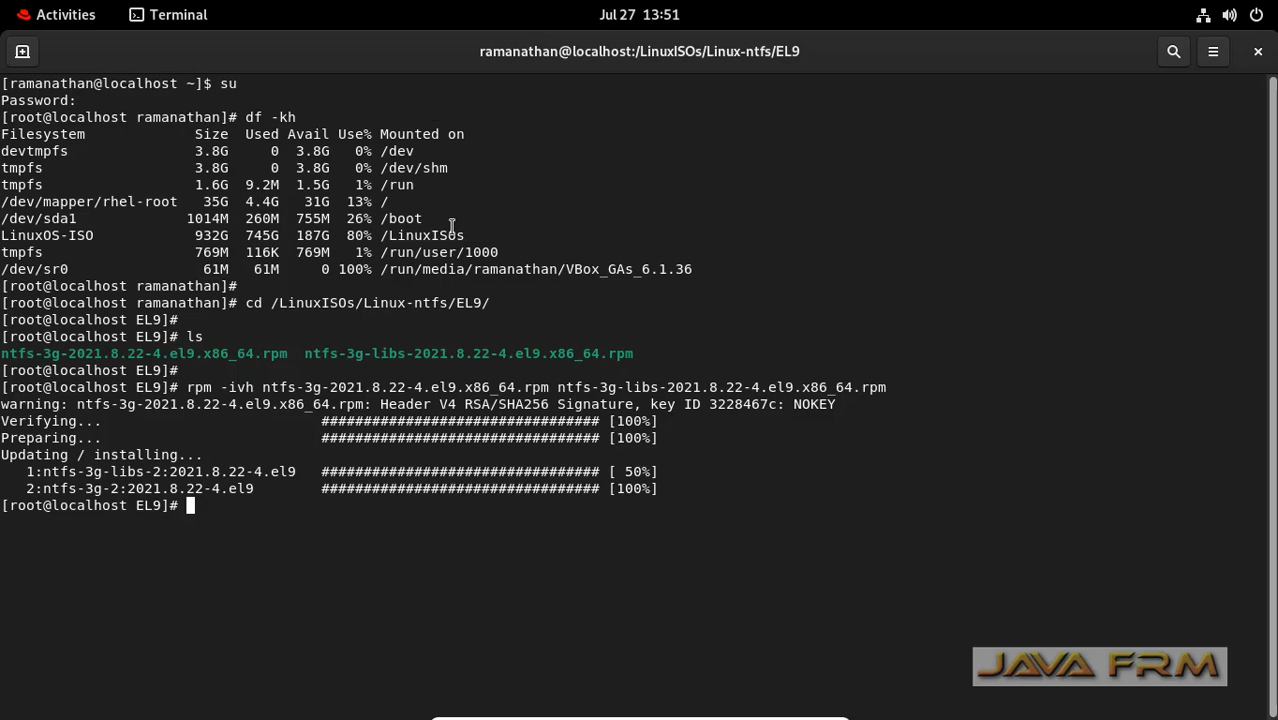 Activities Terminal Jul 27 13:51
ramanathan@localhost:/LinuxISOs/Linux-ntfs/EL9
[ramanathan@localhost ~]$ su
Password:
[root@localhost ramanathan]# df -kh
Filesystem Size Used Avail Use% Mounted on
devtmpfs 3.8G 0 3.8G 0% /dev
tmpfs 3.8G 0 3.8G 0% /dev/shm
tmpfs 1.6G 9.2M 1.5G 1% /run
/dev/mapper/rhel-root 35G 4.4G 31G 13% /
/dev/sda1 1014M 260M 755M 26% /boot
LinuxOS-ISO 932G 745G 187G 80% /LinuxISOs
tmpfs 769M 116K 769M 1% /run/user/1000
/dev/sr0 61M 61M 0 100% /run/media/ramanathan/VBox_GAs_6.1.36
[root@localhost ramanathan]#
[root@localhost ramanathan]# cd /LinuxISOs/Linux-ntfs/EL9/
[root@localhost EL9]#
[root@localhost EL9]# ls
ntfs-3g-2021.8.22-4.el9.x86_64.rpm ntfs-3g-libs-2021.8.22-4.el9.x86_64.rpm
[root@localhost EL9]#
[root@localhost EL9]# rpm -ivh ntfs-3g-2021.8.22-4.el9.x86_64.rpm ntfs-3g-libs-2021.8.22-4.el9.x86_64.rpm
warning: ntfs-3g-2021.8.22-4.el9.x86_64.rpm: Header V4 RSA/SHA256 Signature, key ID 3228467c: NOKEY
Verifying... ################################# [100%]
Preparing... ################################# [100%]
Updating / installing...
1:ntfs-3g-libs-2:2021.8.22-4.el9 ################################# [ 50%]
2:ntfs-3g-2:2021.8.22-4.el9 ################################# [100%]
[root@localhost EL9]#
JAVA FRM